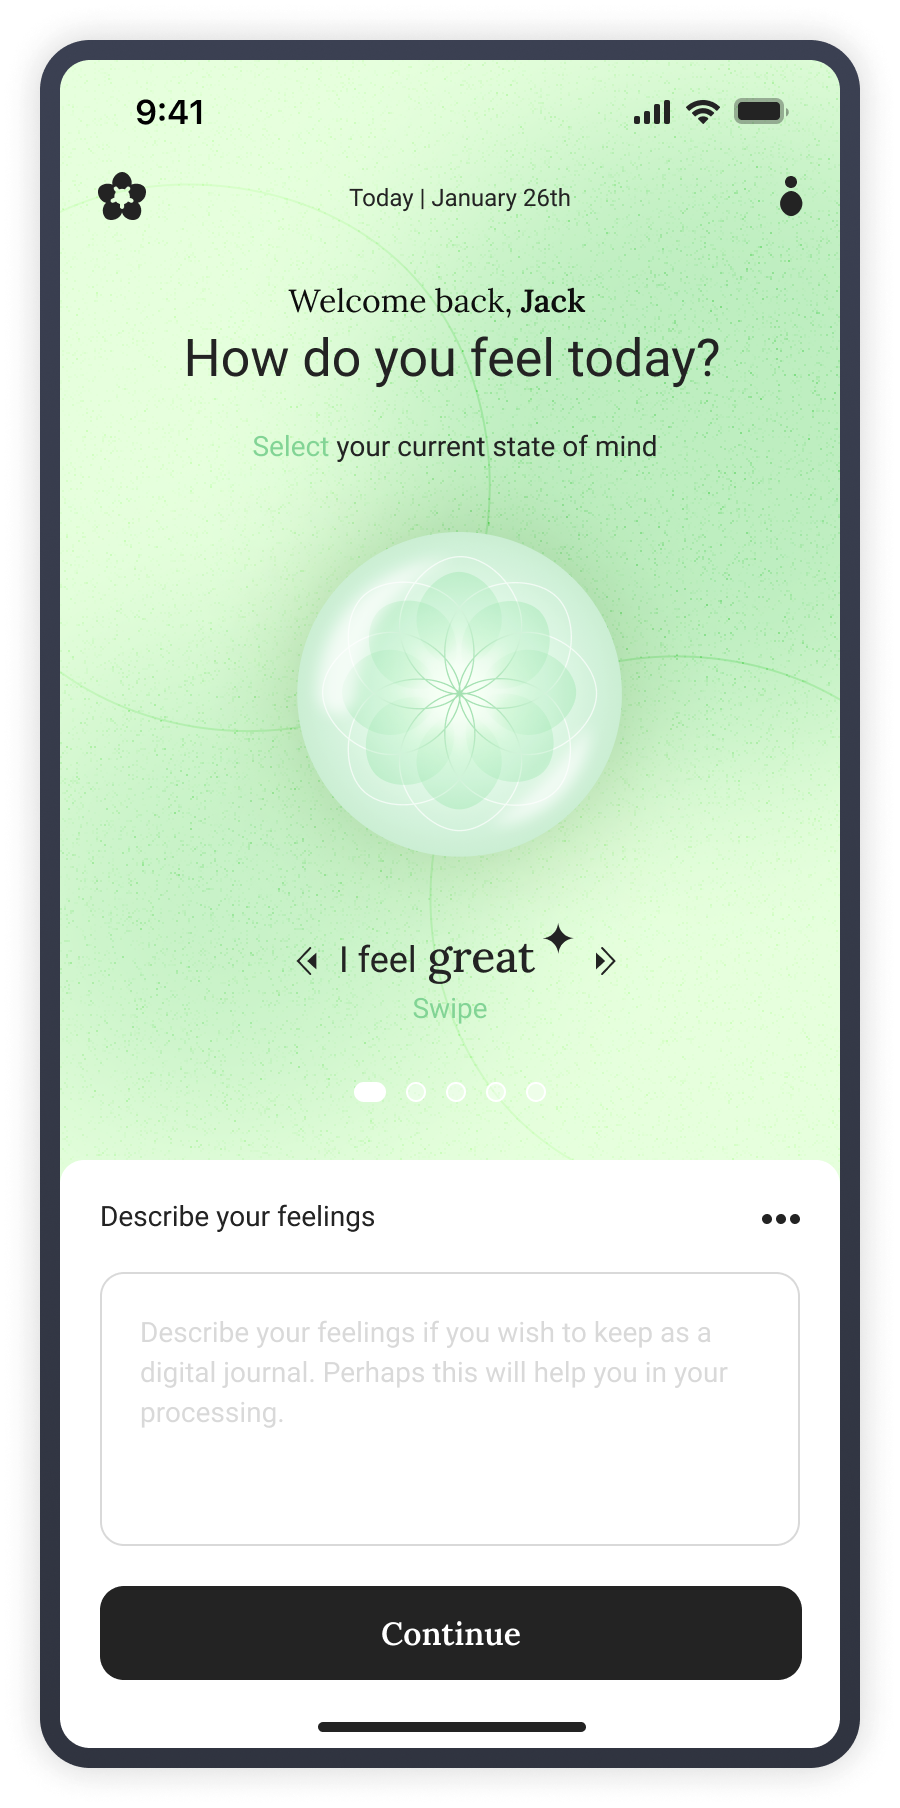 9:41
Today | January 26th
Welcome back, Jack
How do you feel today?
Select your current state of mind
I feel great
Swipe
Describe your feelings
Describe your feelings if you wish to keep as a
digital journal. Perhaps this will help you in your
processing.
Continue